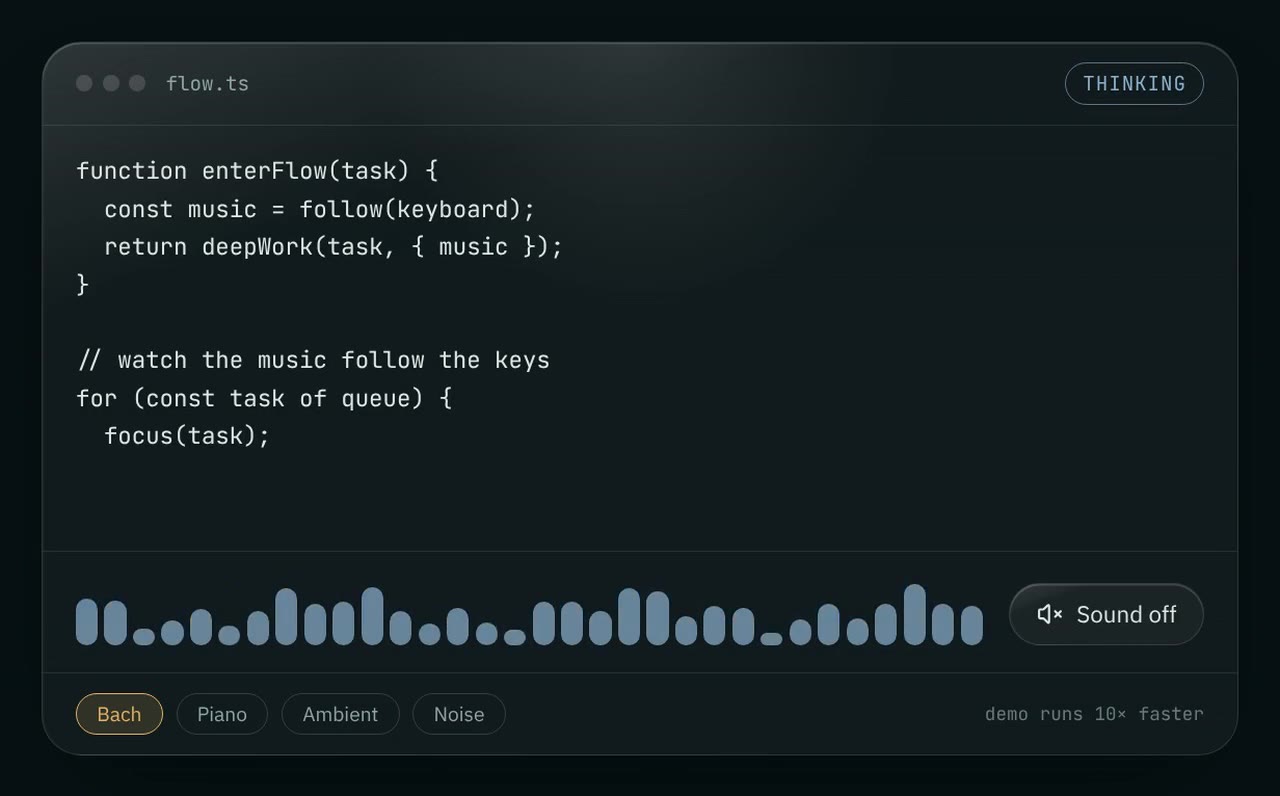 flow.ts
THINKING
function enterFlow(task) {
  const music = follow(keyboard);
  return deepWork(task, { music });
}
// watch the music follow the keys
for (const task of queue) {
  focus(task);
Sound off
Bach
Piano
Ambient
Noise
demo runs 10× faster